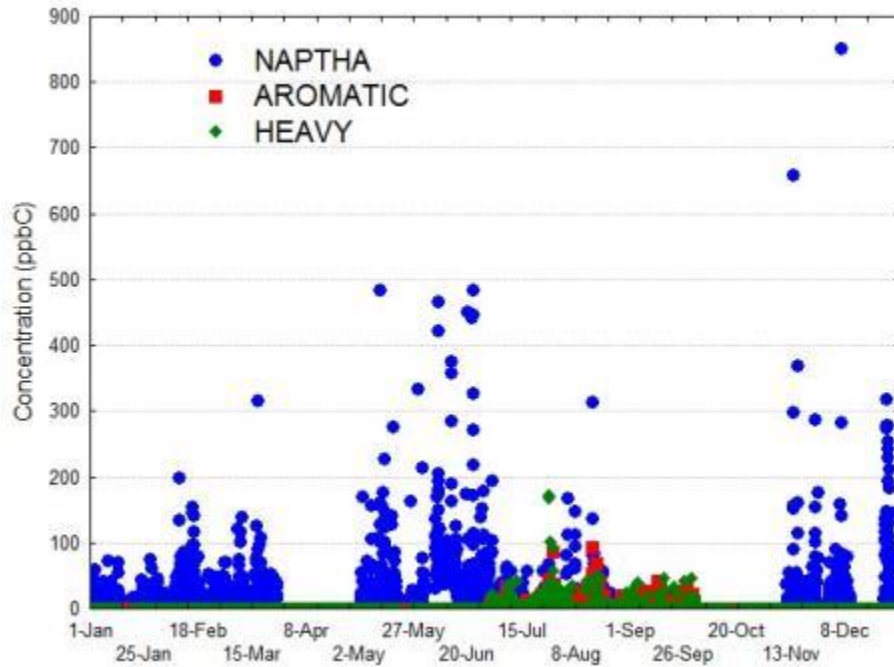 900
NAPTHA
AROMATIC
HEAVY
800
700
600
500
400
300
200
100
0
Concentration (ppbC)
1-Jan 18-Feb 8-Apr 27-May 15-Jul 1-Sep 20-Oct 8-Dec
25-Jan 15-Mar 2-May 20-Jun 8-Aug 26-Sep 13-Nov